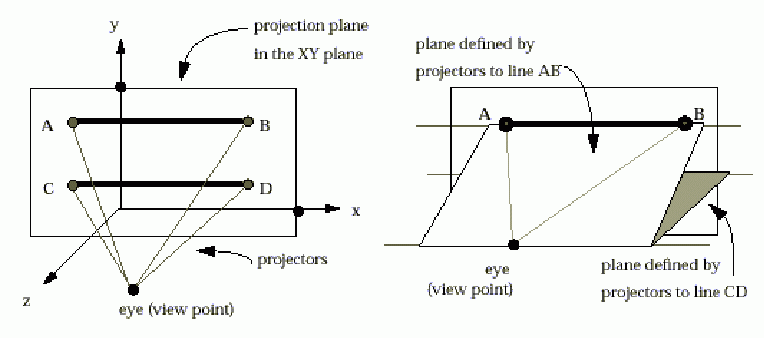 y
projection plane
in the XY plane
A
B
C
D
x
z
projectors
eye (view point)
plane defined by
projectors to line AB
A
B
eye
(view point)
plane defined by
projectors to line CD